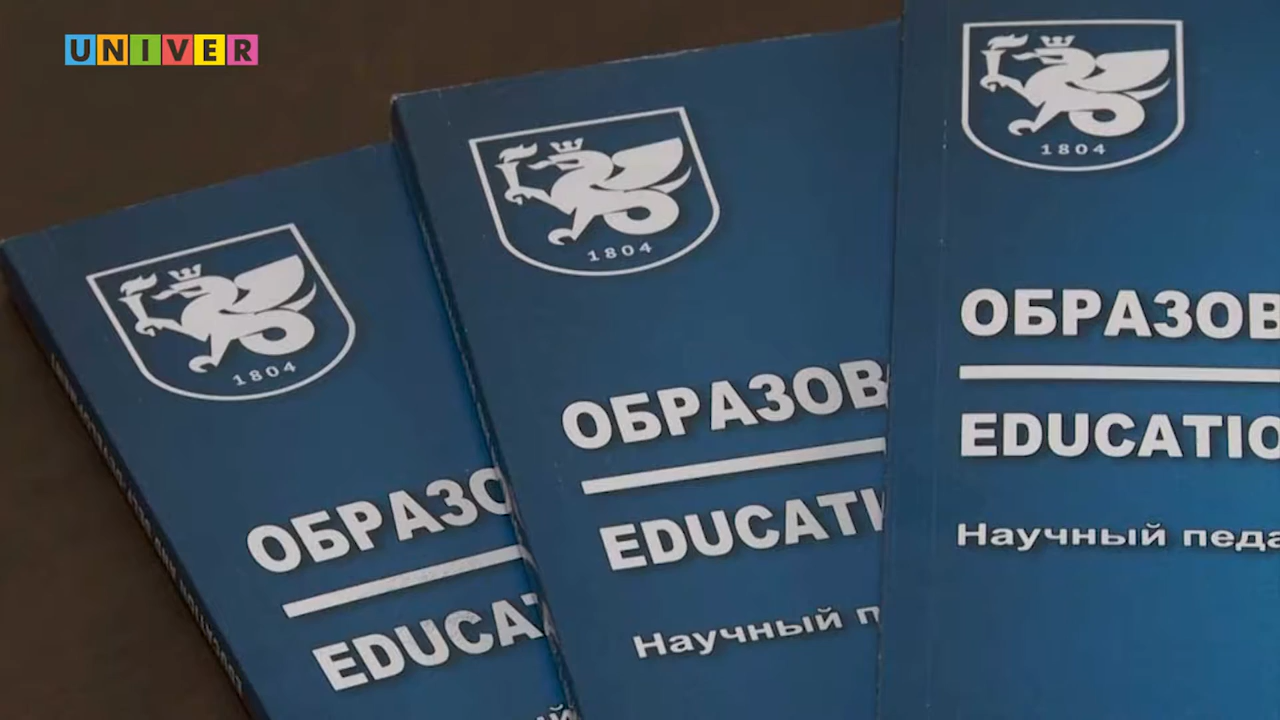 UNIVER
1804
ОБРАЗО
EDUCA
1804
ОБРАЗОВ
EDUCATI
Научный п
1804
ОБРАЗОВ
EDUCATIO
Научный педа